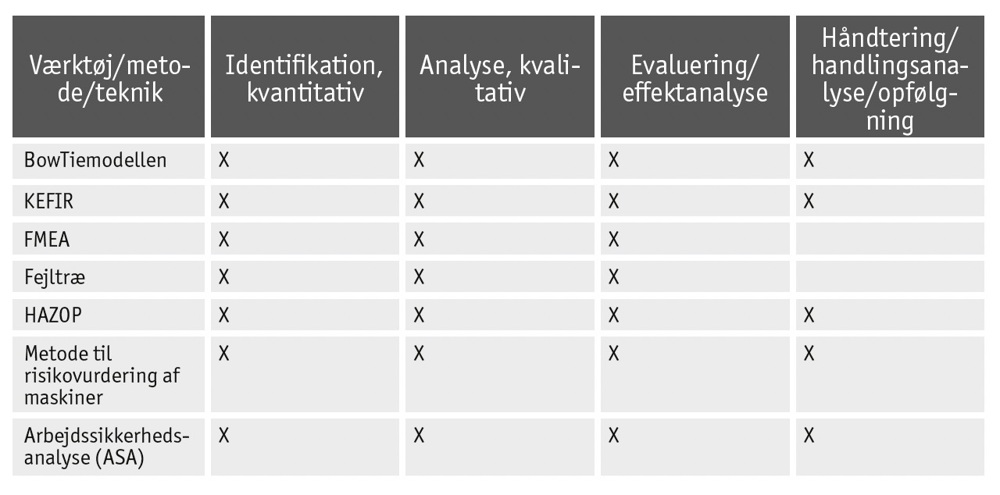 Værktøj/meto-
de/teknik
Identifikation,
kvantitativ
Analyse, kvali-
tativ
Evaluering/
effektanalyse
Håndtering/
handlingsana-
lyse/opfølg-
ning
BowTiemodellen X X X X
KEFIR X X X X
FMEA X X X
Fejltræ X X X
HAZOP X X X X
Metode til X X X X
risikovurdering af
maskiner
Arbejdssikkerheds- X X X X
analyse (ASA)